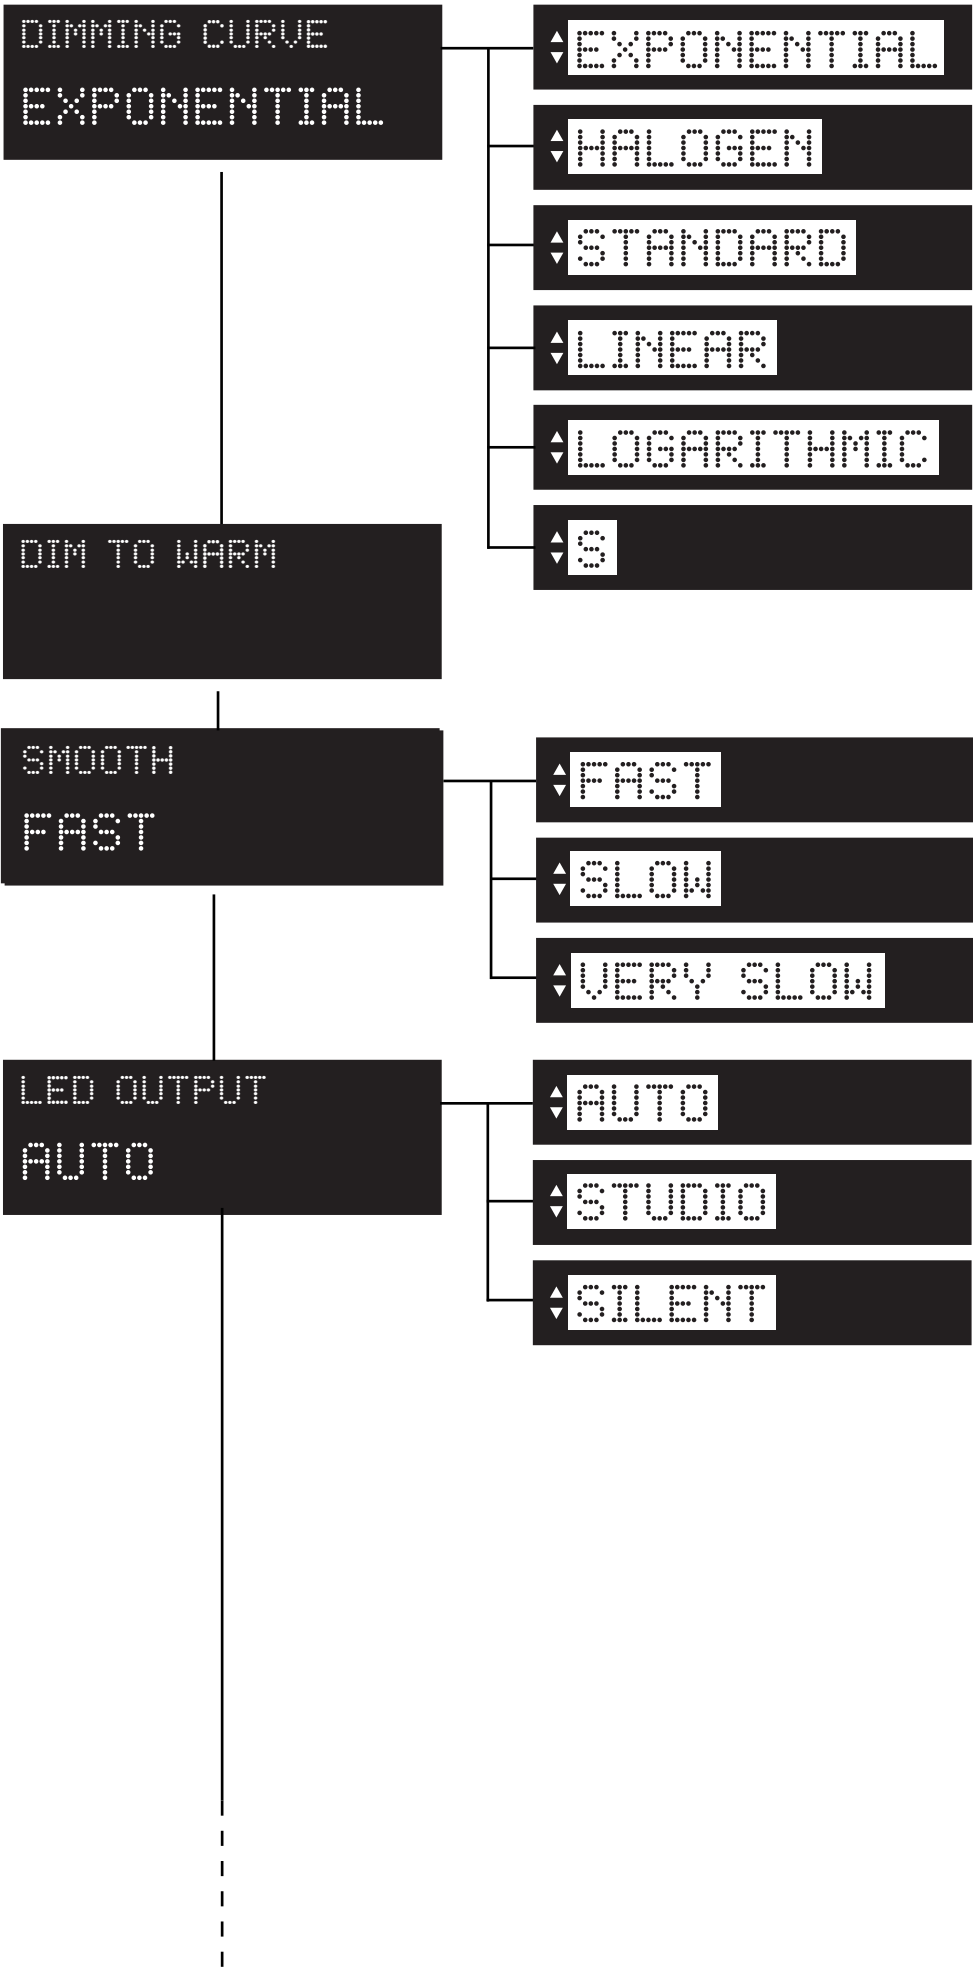 DIMMING CURVE
EXPONENTIAL
EXPONENTIAL
HALOGEN
STANDARD
LINEAR
LOGARITHMIC
S
DIM TO WARM
SMOOTH
FAST
FAST
SLOW
VERY SLOW
LED OUTPUT
AUTO
AUTO
STUDIO
SILENT